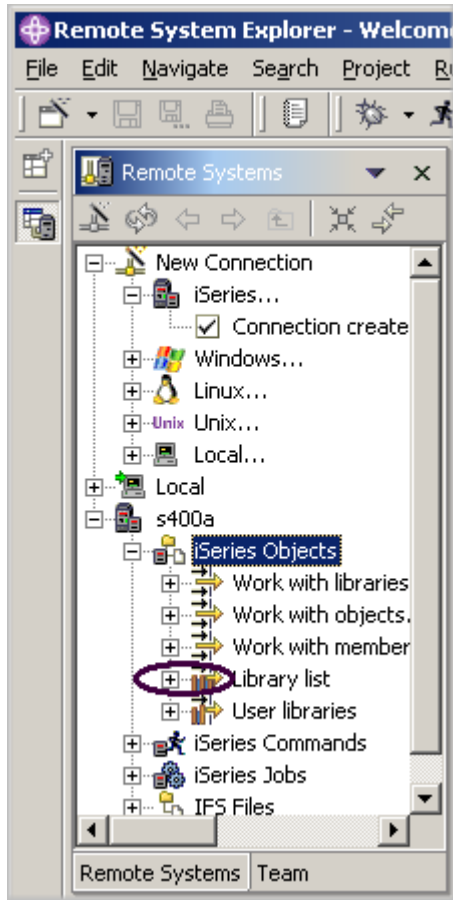 Remote System Explorer - Welcom
File Edit Navigate Search Project Ru
Remote Systems
New Connection
iSeries...
Connection create
Windows...
Linux...
Unix Unix...
Local...
Local
s400a
iSeries Objects
Work with libraries
Work with objects.
Work with member
Library list
User libraries
iSeries Commands
iSeries Jobs
IFS Files
Remote Systems Team